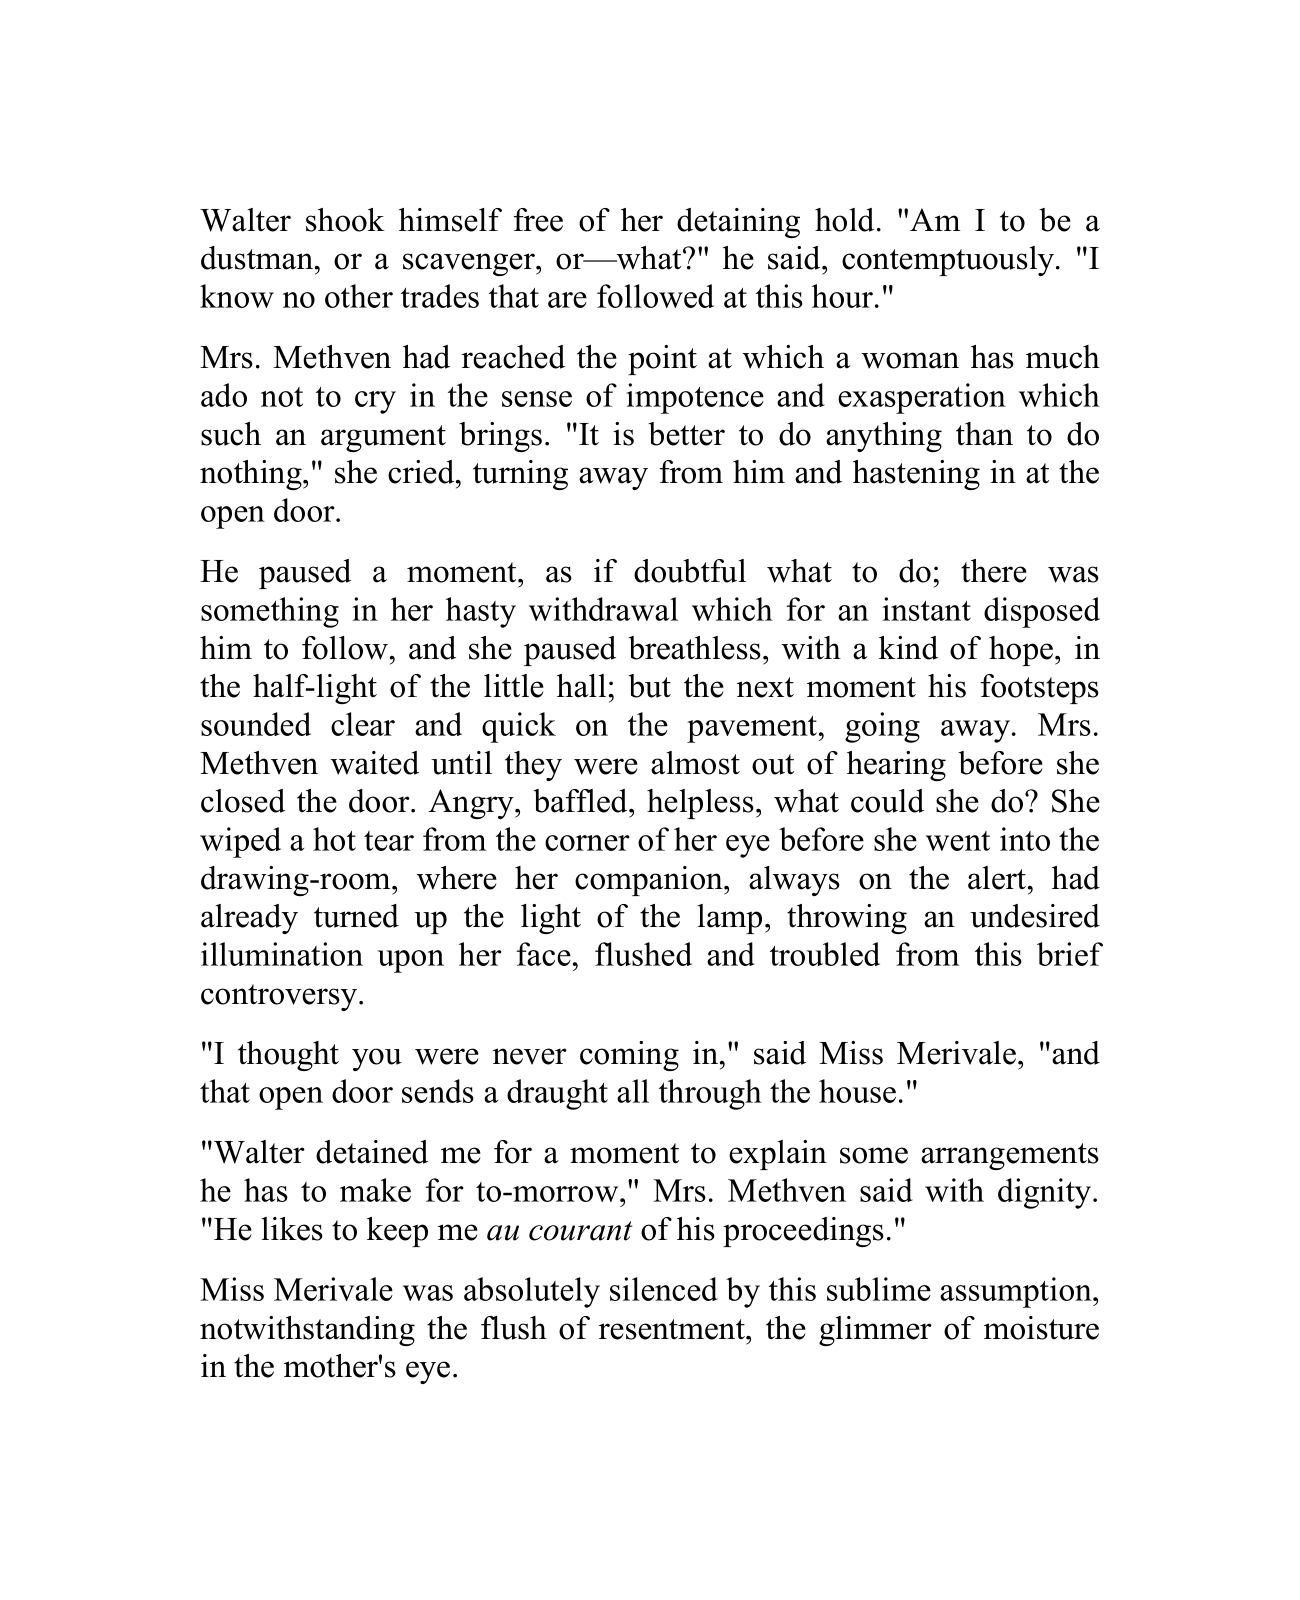 Walter shook himself free of her detaining hold. "Am I to be a
dustman, or a scavenger, or—what?" he said, contemptuously. "I
know no other trades that are followed at this hour."
Mrs. Methven had reached the point at which a woman has much
ado not to cry in the sense of impotence and exasperation which
such an argument brings. "It is better to do anything than to do
nothing," she cried, turning away from him and hastening in at the
open door.
He paused a moment, as if doubtful what to do; there was
something in her hasty withdrawal which for an instant disposed
him to follow, and she paused breathless, with a kind of hope, in
the half-light of the little hall; but the next moment his footsteps
sounded clear and quick on the pavement, going away. Mrs.
Methven waited until they were almost out of hearing before she
closed the door. Angry, baffled, helpless, what could she do? She
wiped a hot tear from the corner of her eye before she went into the
drawing-room, where her companion, always on the alert, had
already turned up the light of the lamp, throwing an undesired
illumination upon her face, flushed and troubled from this brief
controversy.
"I thought you were never coming in," said Miss Merivale, "and
that open door sends a draught all through the house."
"Walter detained me for a moment to explain some arrangements
he has to make for to-morrow," Mrs. Methven said with dignity.
"He likes to keep me au courant of his proceedings."
Miss Merivale was absolutely silenced by this sublime assumption,
notwithstanding the flush of resentment, the glimmer of moisture
in the mother's eye.